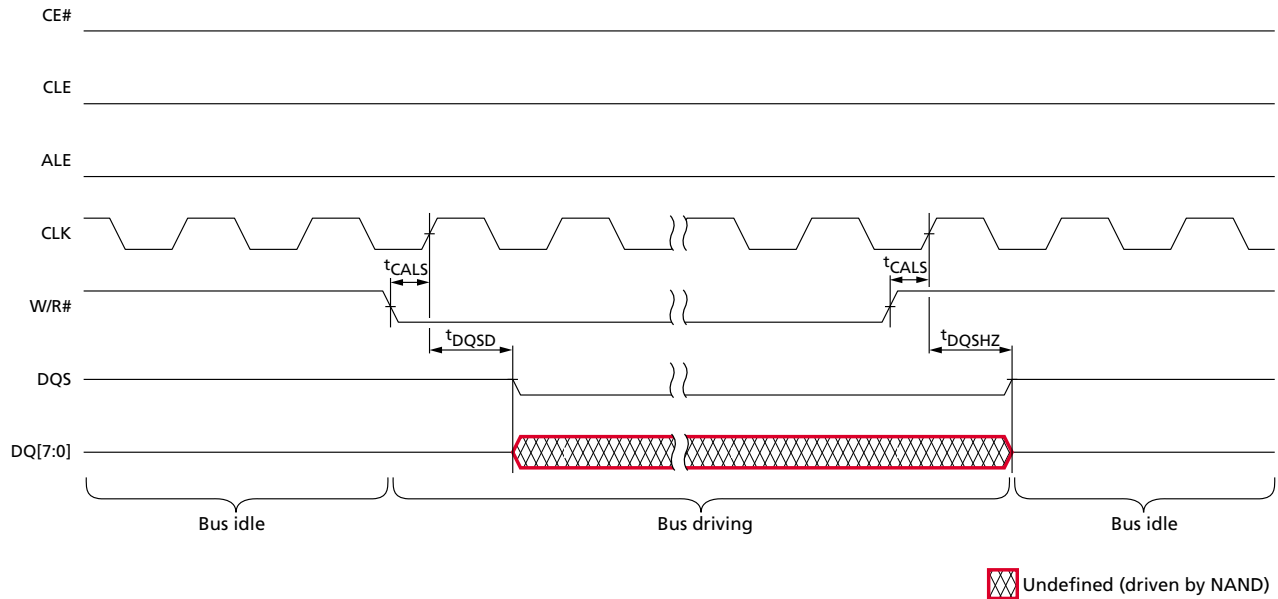 CE#
CLE
ALE
CLK
tCALS tCALS
W/R#
tDQSD tDQSHZ
DQS
DQ[7:0]
Bus idle Bus driving Bus idle
Undefined (driven by NAND)